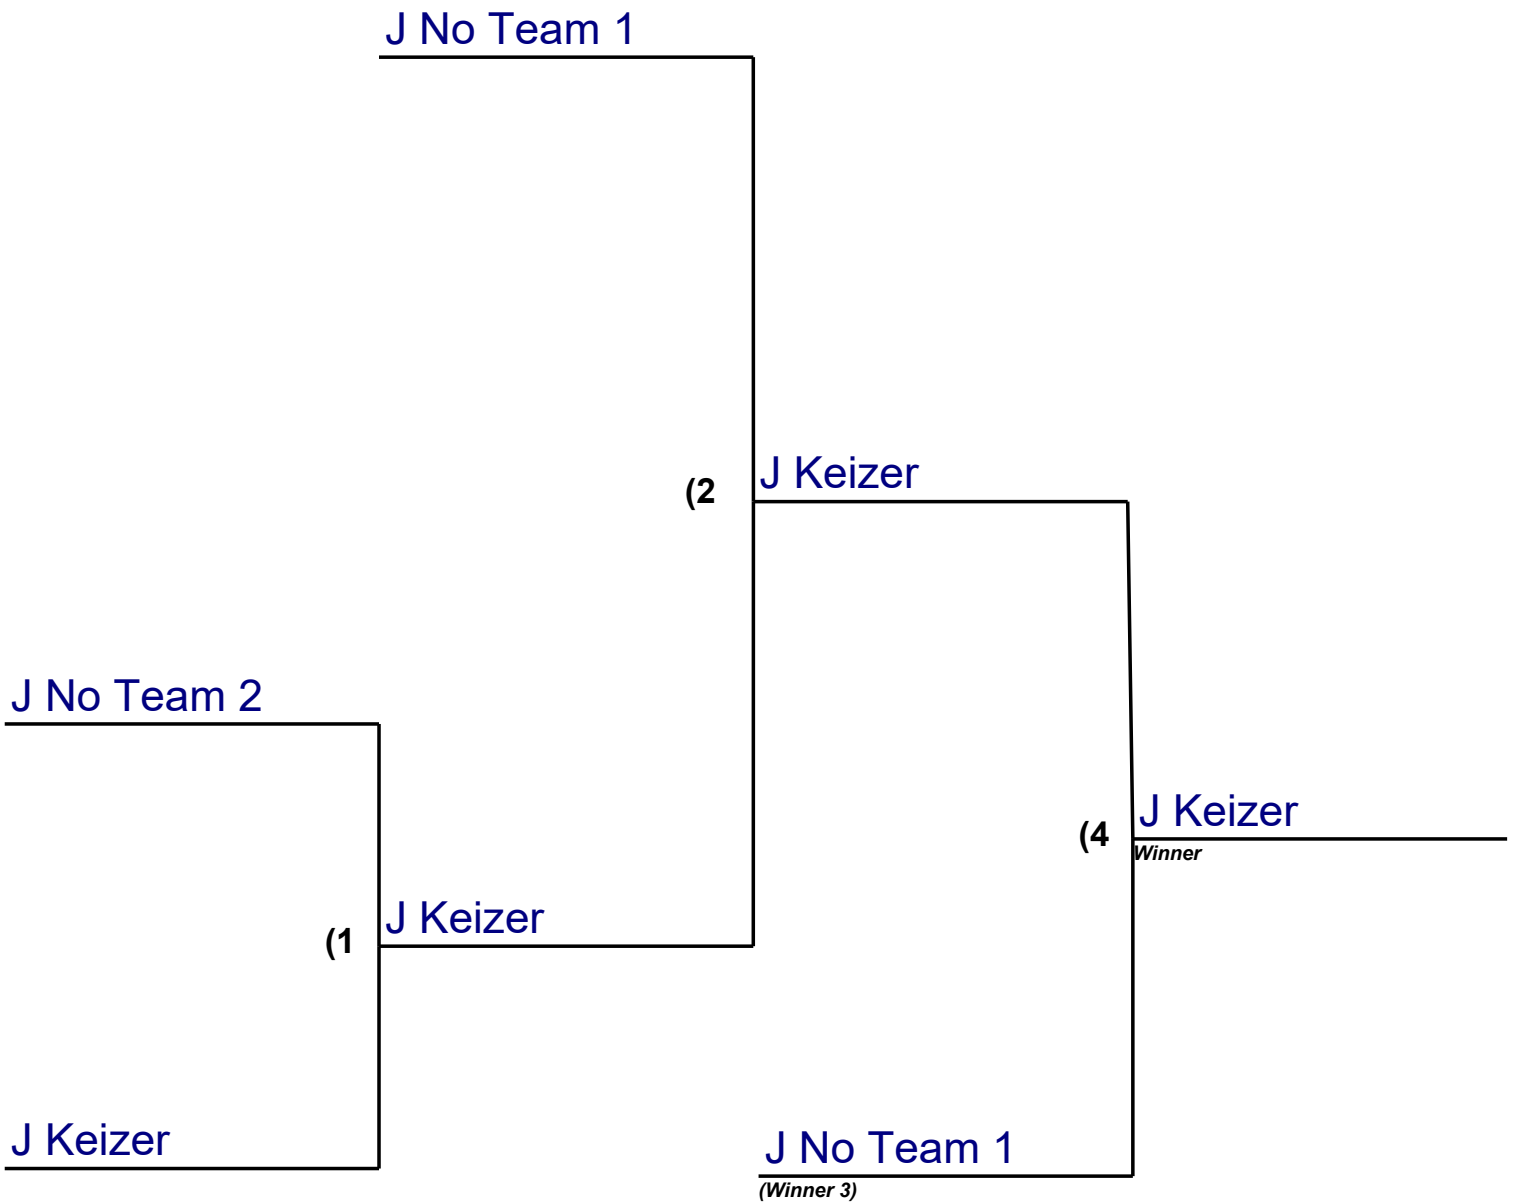 J No Team 1
(2
J Keizer
J No Team 2
(4
J Keizer
Winner
(1
J Keizer
J Keizer
J No Team 1
(Winner 3)